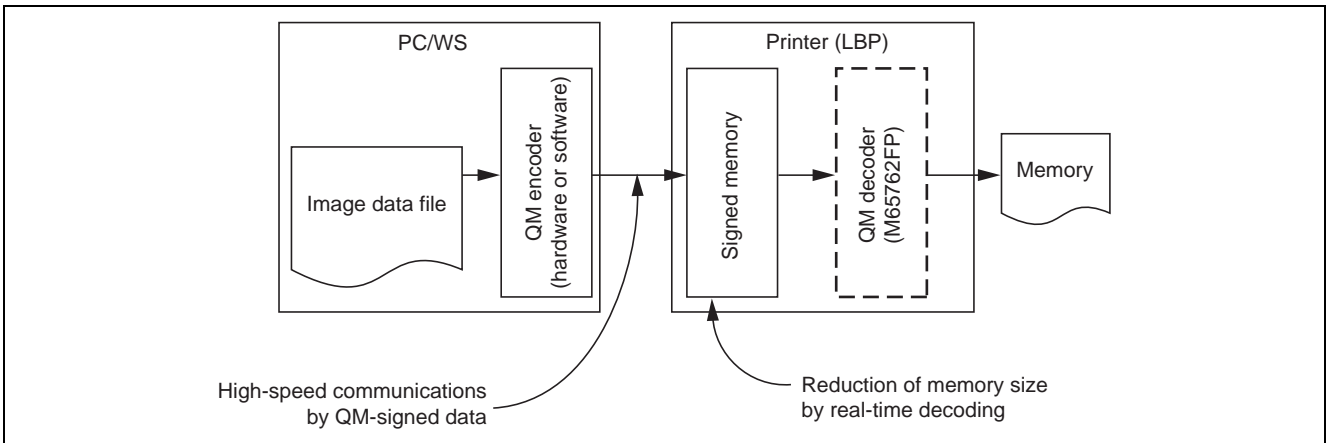 PC/WS
Printer (LBP)
Image data file
QM encoder
(hardware or software)
Signed memory
QM decoder
(M65762FP)
Memory
High-speed communications
by QM-signed data
Reduction of memory size
by real-time decoding